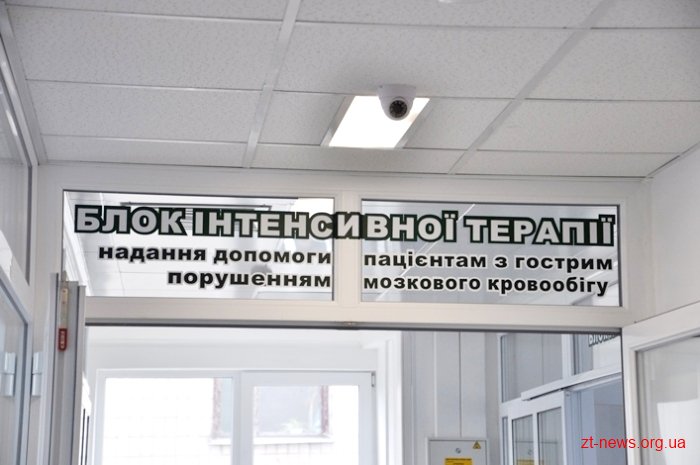 БЛОК ІНТЕНСИВНОЇ ТЕРАПІЇ
надання допомоги пацієнтам з гострим
порушенням мозкового кровообігу
zt-news.org.ua